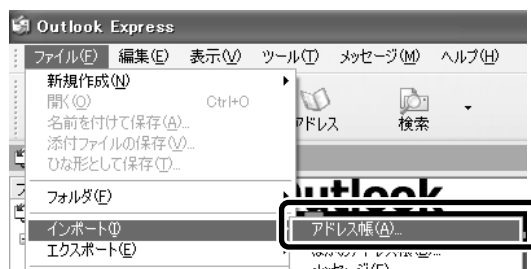 Outlook Express
ファイル(F) 編集(E) 表示(V) ツール(T) メッセージ(M) ヘルプ(H)
新規作成(N)
開く(O) Ctrl+O
名前を付けて保存(A)...
添付ファイルの保存(V)...
ひな形として保存(T)...
ドレス 検索
フォルダ(F)
utlook
インポート(I) アドレス帳(A)...
エクスポート(E)